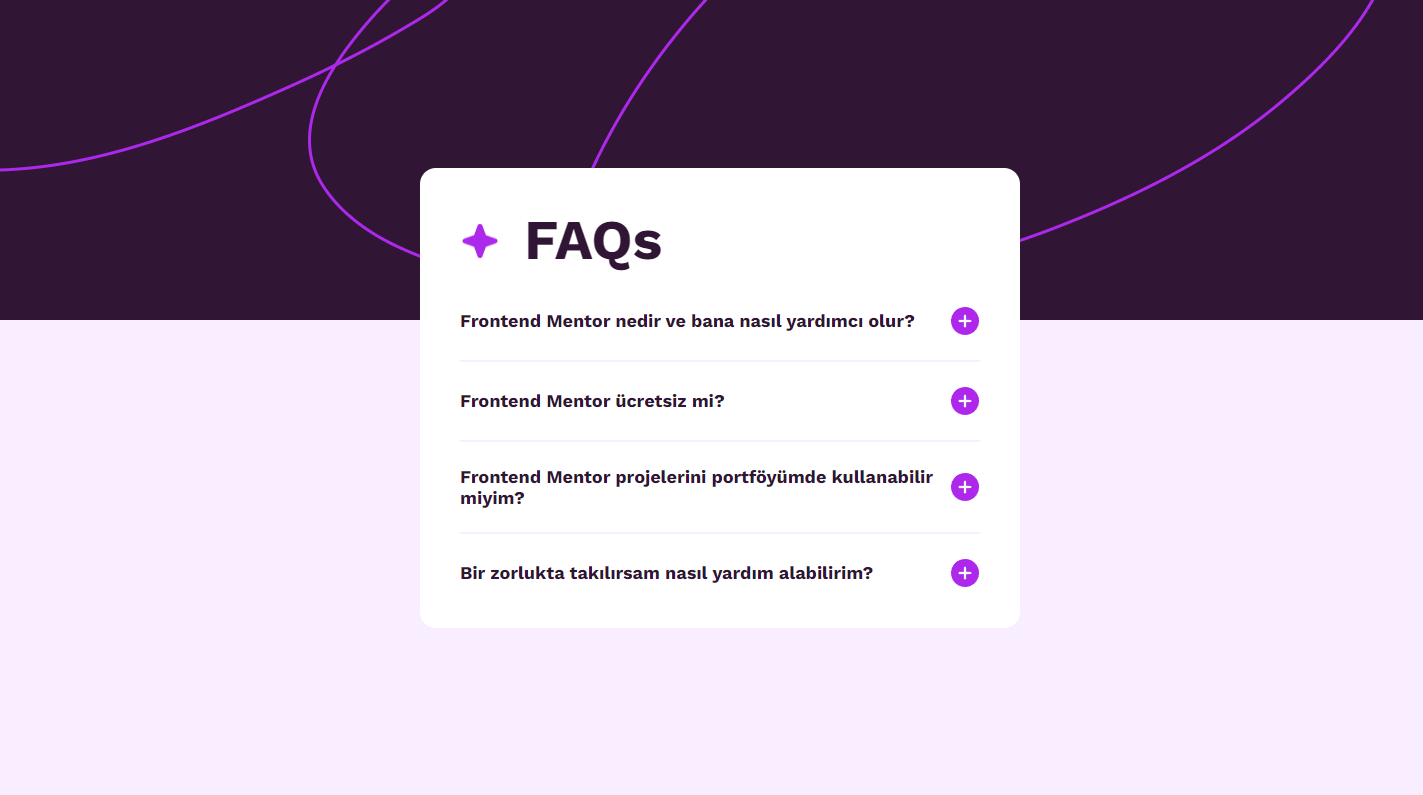 FAQs
Frontend Mentor nedir ve bana nasıl yardımcı olur?
Frontend Mentor ücretsiz mi?
Frontend Mentor projelerini portföyümde kullanabilir
miyim?
Bir zorlukta takılırsam nasıl yardım alabilirim?